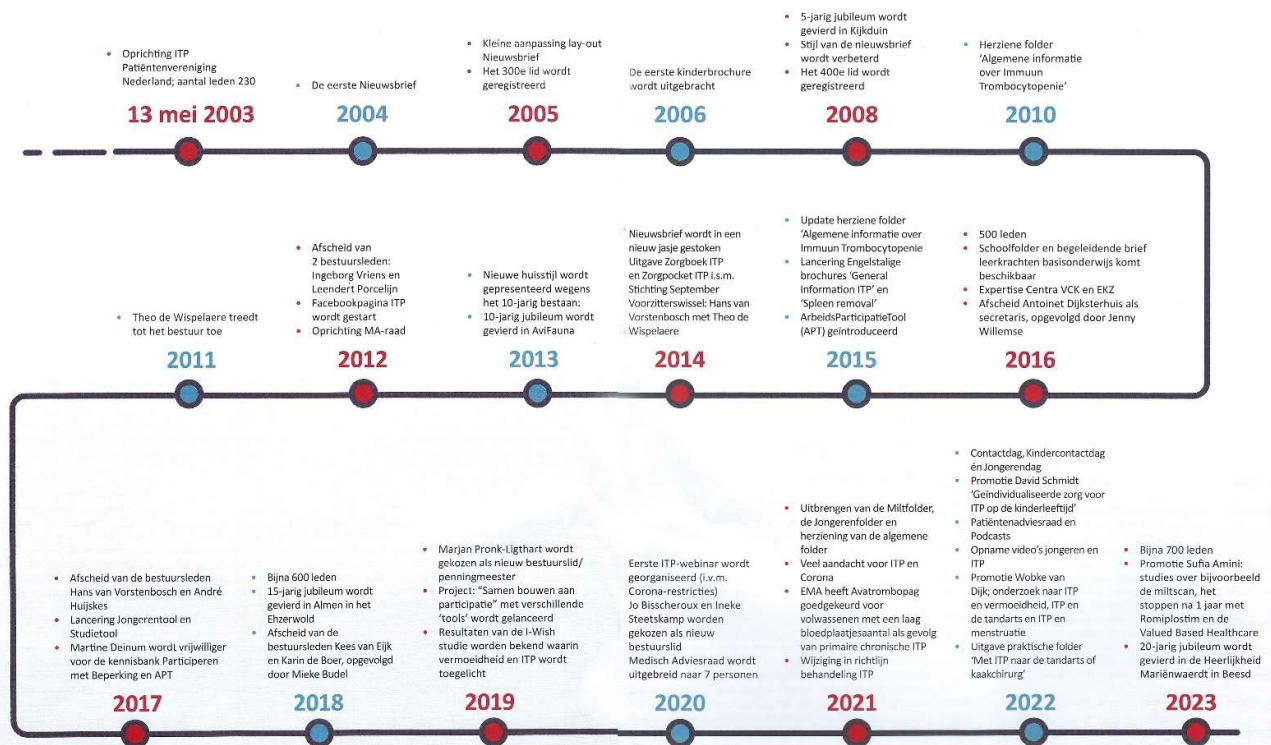 • Oprichting ITP
Patiëntenvereniging
Nederland; aantal leden 230
13 mei 2003
• De eerste Nieuwsbrief
2004
• Kleine aanpassing lay-out
Nieuwsbrief
• Het 300e lid wordt
geregistreerd
2005
De eerste kinderbrochure
wordt uitgebracht
2006
• 5-jarig jubileum wordt
gevierd in Kijkduin
• Stijl van de nieuwsbrief
wordt verbeterd
• Het 400e lid wordt
geregistreerd
2008
• Herziene folder
'Algemene informatie
over Immuun
Trombocytopenie'
2010
• Theo de Wispelaere treedt
tot het bestuur toe
2011
• Afscheid van
2 bestuursleden:
Ingeborg Vriens en
Leendert Porcelijn
• Facebookpagina ITP
wordt gestart
• Oprichting MA-raad
2012
• Nieuwe huisstijl wordt
gepresenteerd wegens
het 10-jarig bestaan:
• 10-jarig jubileum wordt
gevierd in AviFauna
2013
Nieuwsbrief wordt in een
nieuw jasje gestoken
Uitgave Zorgboek ITP
en Zorgpocket ITP i.s.m.
Stichting September
Voorzitterswissel: Hans van
Vorstenbosch met Theo de
Wispelaere
2014
• Update herziene folder
'Algemene informatie over
Immuun Trombocytopenie
• Lancering Engelstalige
brochures 'General
Information ITP' en
'Spleen removal'
• ArbeidsParticipatieTool
(APT) geïntroduceerd
2015
• 500 leden
• Schoolfolder en begeleidende brief
leerkrachten basisonderwijs komt
beschikbaar
• Expertise Centra VCK en EKZ
• Afscheid Antoinet Dijksterhuis als
secretaris, opgevolgd door Jenny
Willemse
2016
• Afscheid van de bestuursleden
Hans van Vorstenbosch en André
Huijskes
• Lancering Jongerentool en
Studietool
• Martine Deinum wordt vrijwilliger
voor de kennisbank Participeren
met Beperking en APT
2017
• Bijna 600 leden
• 15-jarig jubileum wordt
gevierd in Almen in het
Ehzerwold
• Afscheid van de
bestuursleden Kees van Eijk
en Karin de Boer, opgevolgd
door Mieke Budel
2018
• Marjan Pronk-Ligthart wordt
gekozen als nieuw bestuurslid/
penningmeester
• Project: "Samen bouwen aan
participatie" met verschillende
'tools' wordt gelanceerd
• Resultaten van de I-Wish
studie worden bekend waarin
vermoeidheid en ITP wordt
toegelicht
2019
Eerste ITP-webinar wordt
georganiseerd (i.v.m.
Corona-restricties)
Jo Bisscheroux en Ineke
Steetskamp worden
gekozen als nieuw
bestuurslid
Medisch Adviesraad wordt
uitgebreid naar 7 personen
2020
• Uitbrengen van de Miltfolder,
de Jongerenfolder en
herziening van de algemene
folder
• Veel aandacht voor ITP en
Corona
• EMA heeft Avatrombopag
goedgekeurd voor
volwassenen met een laag
bloedplaatjesaantal als gevolg
van primaire chronische ITP
• Wijziging in richtlijn
behandeling ITP
2021
• Contactdag, Kindercontactdag
én Jongerendag
• Promotie David Schmidt
'Geïndividualiseerde zorg voor
ITP op de kinderleeftijd'
• Patiëntenadviesraad en
Podcasts
• Opname video's jongeren en
ITP
• Promotie Wobke van
Dijk; onderzoek naar ITP
en vermoeidheid, ITP en
de tandarts en ITP en
menstruatie
• Uitgave praktische folder
'Met ITP naar de tandarts of
kaakchirurg'
2022
• Bijna 700 leden
• Promotie Sufia Amini:
studies over bijvoorbeeld
de miltscan, het
stoppen na 1 jaar met
Romiplostim en de
Valued Based Healthcare
• 20-jarig jubileum wordt
gevierd in de Heerlijkheid
Mariënwaerdt in Beesd
2023